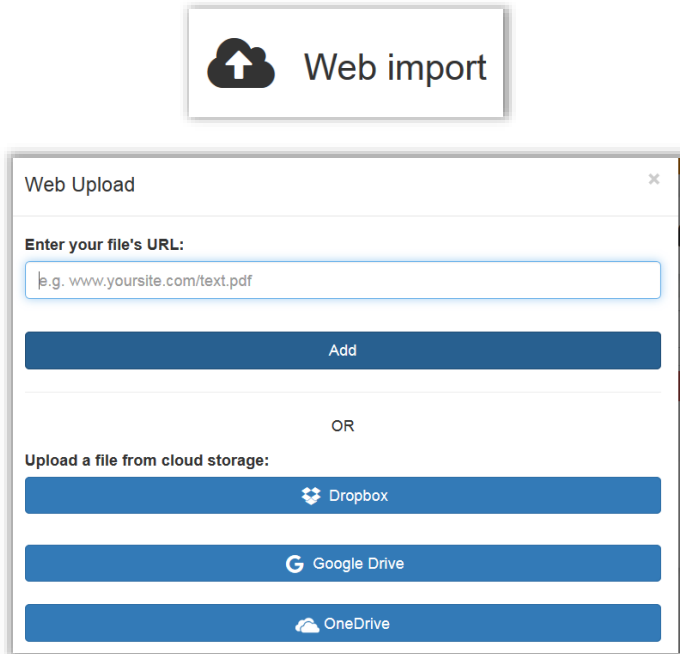 Web import
Web Upload
×
Enter your file's URL:
e.g. www.yoursite.com/text.pdf
Add
OR
Upload a file from cloud storage:
Dropbox
Google Drive
OneDrive